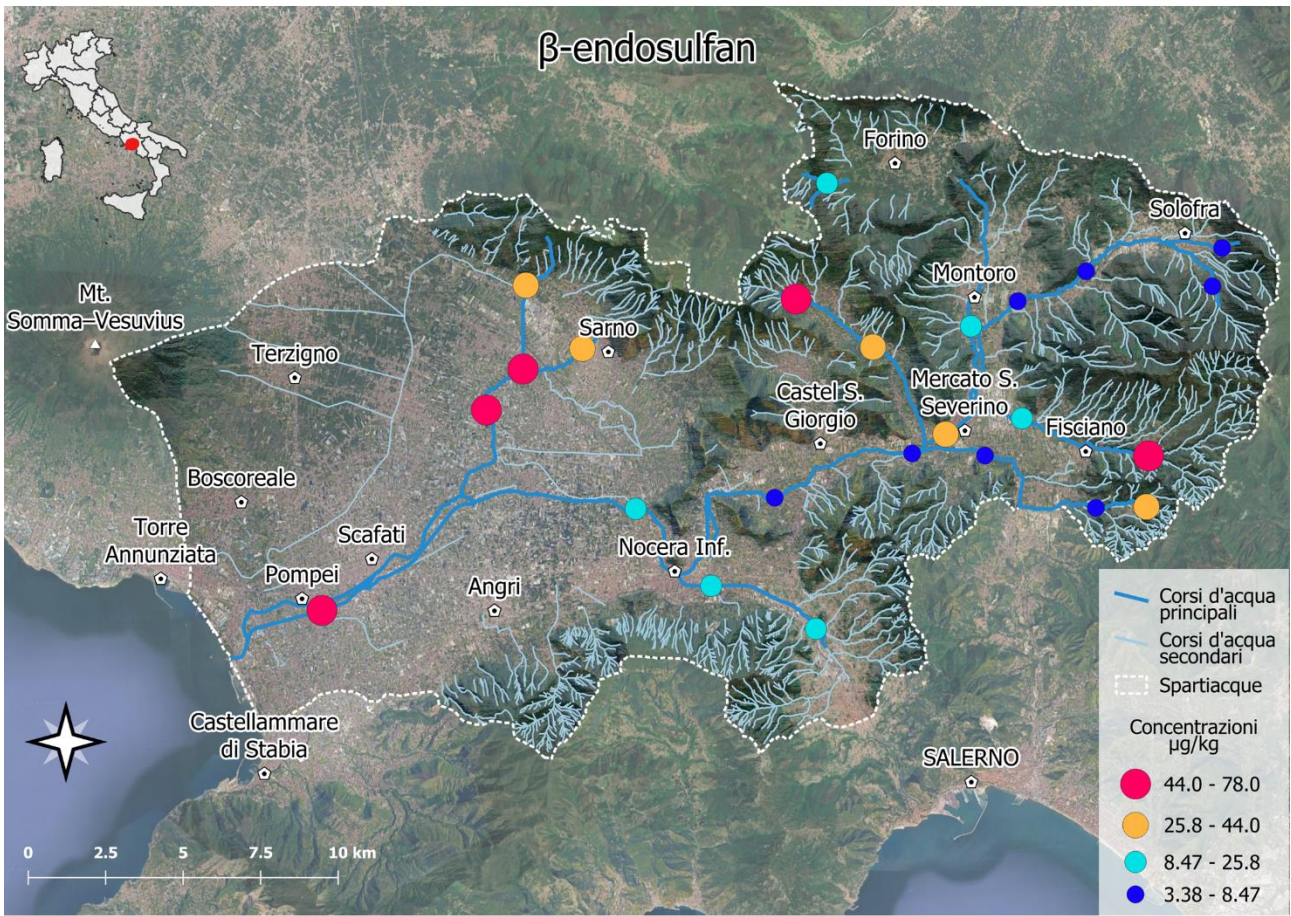 β-endosulfan
Forino
Solofra
Montoro
Mt.
Somma–Vesuvius
Sarno
Terzigno
Castel S.
Giorgio
Mercato S.
Severino
Fisciano
Boscoreale
Torre
Annunziata
Scafati
Nocera Inf.
Pompei
Angri
Castellammare
di Stabia
SALERNO
Corsi d'acqua
principali
Corsi d'acqua
secondari
Spartiacque
Concentrazioni
µg/kg
44.0 - 78.0
25.8 - 44.0
8.47 - 25.8
3.38 - 8.47
0 2.5 5 7.5 10 km